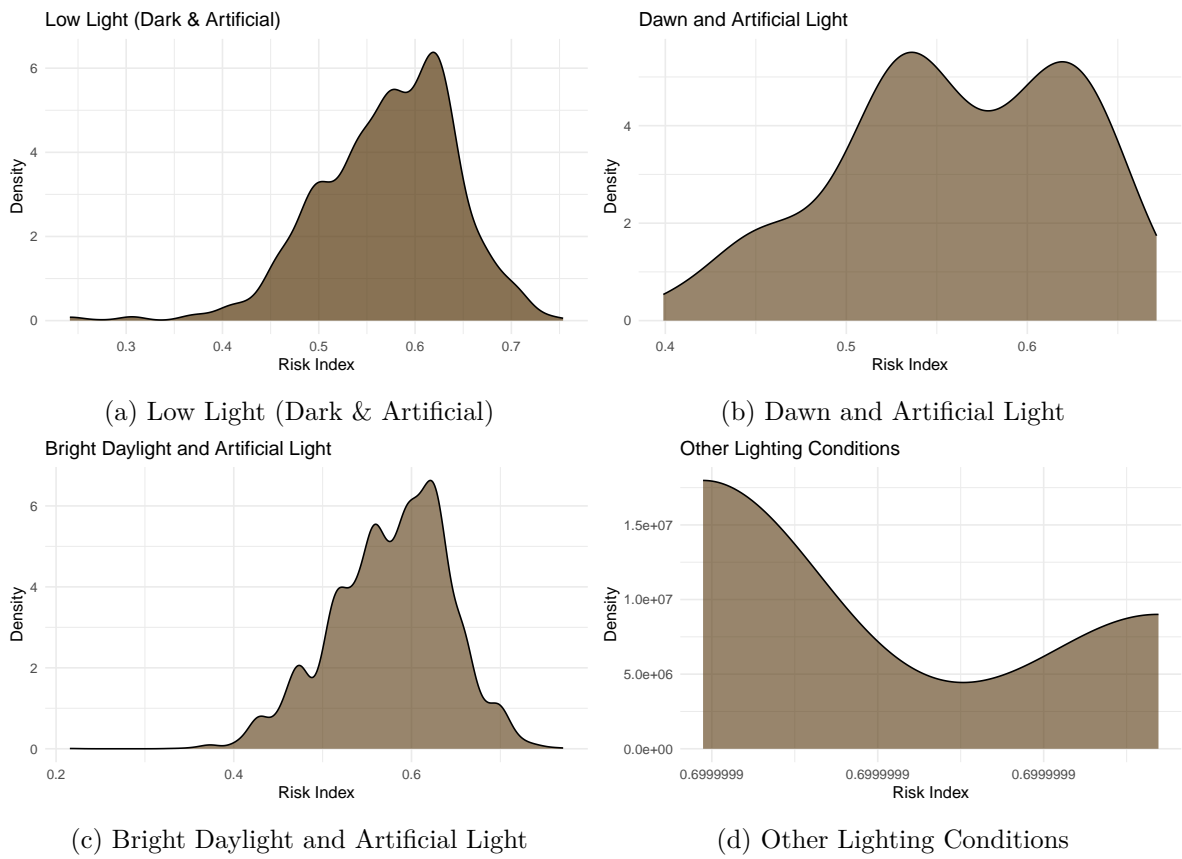 Low Light (Dark & Artificial)
Density
6
4
2
0
0.3 0.4 0.5 0.6 0.7
Risk Index
(a) Low Light (Dark & Artificial)
Dawn and Artificial Light
Density
4
2
0
0.4 0.5 0.6
Risk Index
(b) Dawn and Artificial Light
Bright Daylight and Artificial Light
Density
6
4
2
0
0.2 0.4 0.6
Risk Index
(c) Bright Daylight and Artificial Light
Other Lighting Conditions
Density
1.5e+07
1.0e+07
5.0e+06
0.0e+00
0.6999999 0.6999999 0.6999999
Risk Index
(d) Other Lighting Conditions